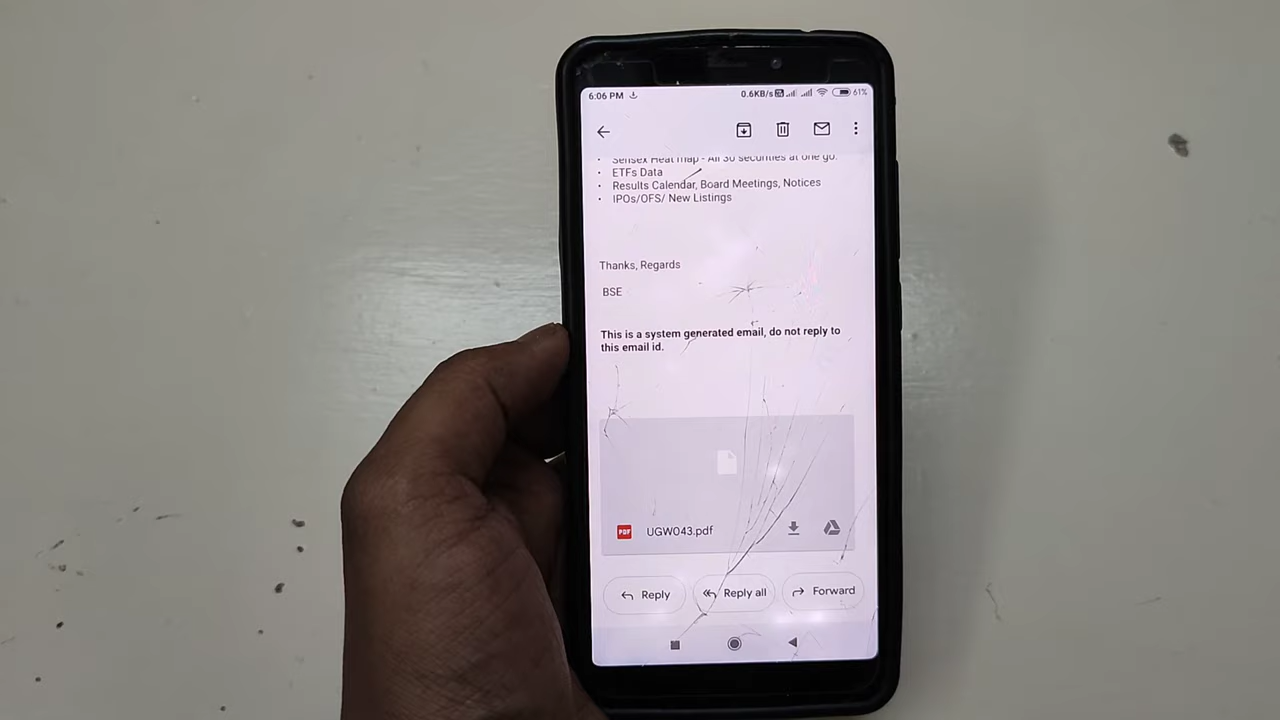 6:06 PM
0.6KB/s 61%
• Sensex Heat map - All 30 securities at one go.
• ETFs Data
• Results Calendar, Board Meetings, Notices
• IPOs/OFS/ New Listings
Thanks, Regards
BSE
This is a system generated email, do not reply to
this email id.
PDF UGW043.pdf
Reply Reply all Forward